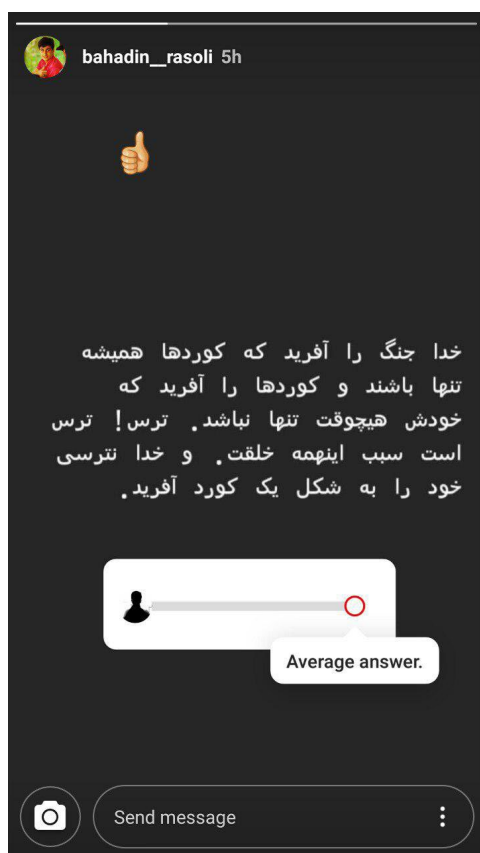 bahadin__rasoli 5h
خدا جنگ را آفرید که کوردها همیشه
تنها باشند و کوردها را آفرید که
خودش هیچوقت تنها نباشد. ترس! ترس
است سبب اینهمه خلقت. و خدا نترسی
خود را به شکل یک کورد آفرید.
Average answer.
Send message